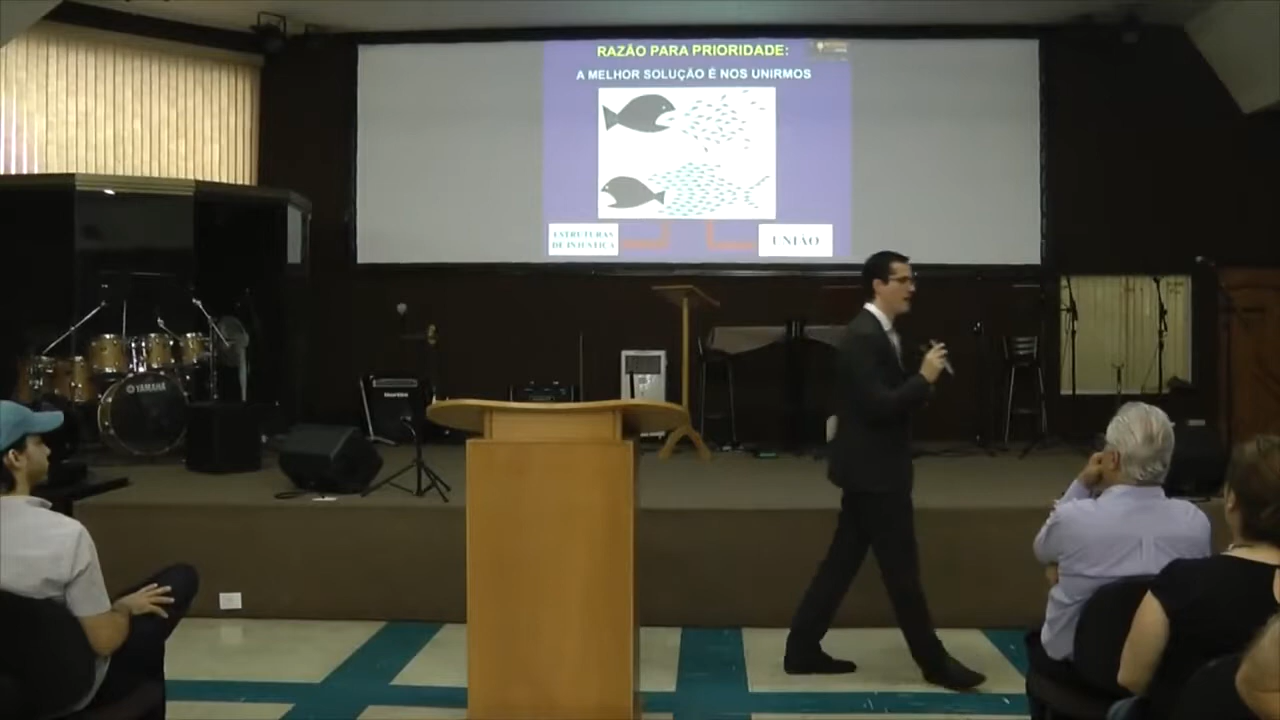 RAZÃO PARA PRIORIDADE:
A MELHOR SOLUÇÃO É NOS UNIRMOS
ESTRUTURAS
DE INJUSTIÇA
UNIÃO
YAMAHA